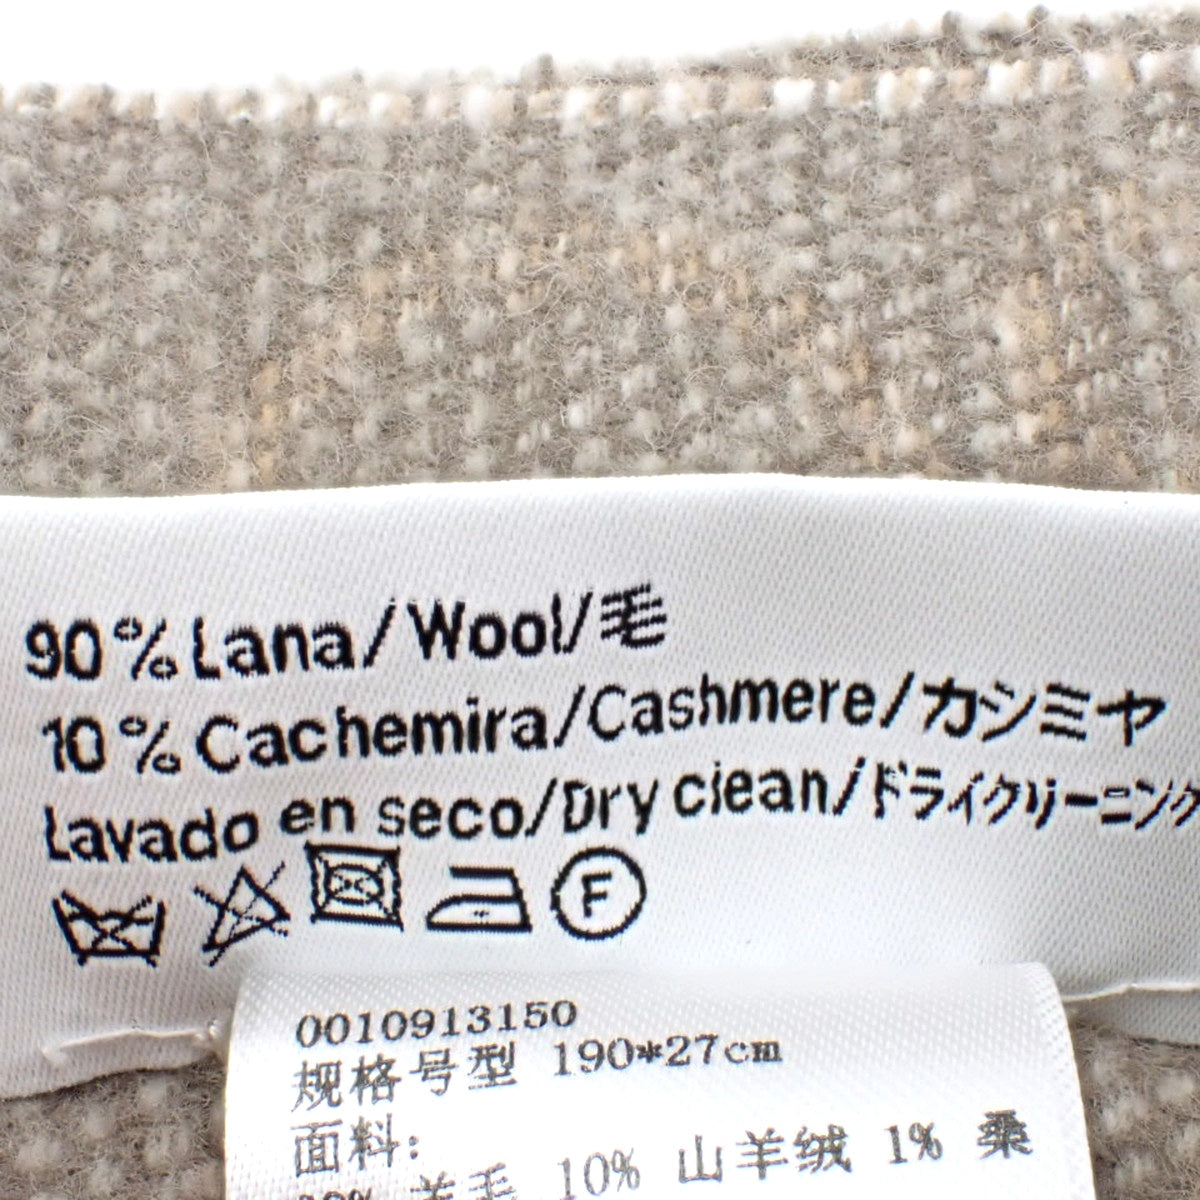 90% Lana/Wool/毛
10% Cachemira/Cashmere/カシミヤ
Lavado en seco/Dry clean/ドライクリーニング
F
0010913150
规格号型 190*27cm
面料:
羊毛 10% 山羊绒 1% 桑